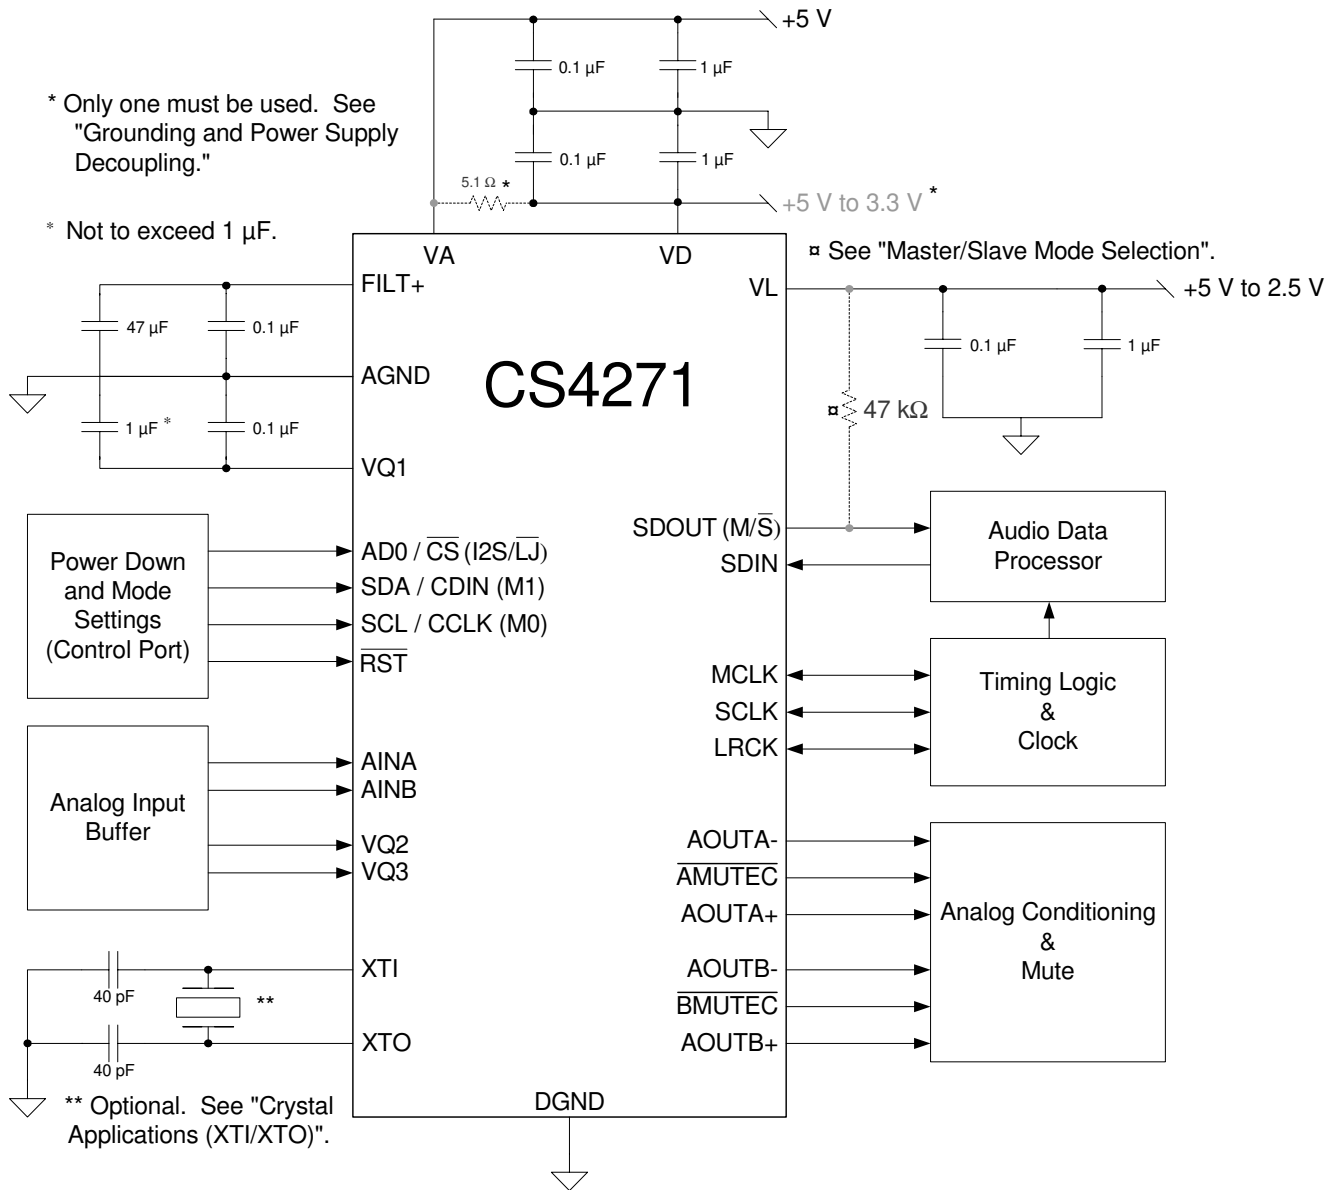 +5 V
0.1 µF
1 µF
* Only one must be used. See
"Grounding and Power Supply
Decoupling."
0.1 µF
1 µF
5.1 Ω *
+5 V to 3.3 V *
* Not to exceed 1 µF.
VA
VD
¤ See "Master/Slave Mode Selection".
FILT+
VL
+5 V to 2.5 V
47 µF
0.1 µF
0.1 µF
1 µF
AGND
CS4271
¤
47 kΩ
1 µF *
0.1 µF
VQ1
Power Down
and Mode
Settings
(Control Port)
AD0 / C̅S̅ (I2S/L̅J̅)
SDA / CDIN (M1)
SCL / CCLK (M0)
R̅S̅T̅
SDOUT (M/S̅)
SDIN
Audio Data
Processor
MCLK
SCLK
LRCK
Timing Logic
&
Clock
Analog Input
Buffer
AINA
AINB
VQ2
VQ3
AOUTA-
A̅M̅U̅T̅E̅C̅
AOUTA+
AOUTB-
B̅M̅U̅T̅E̅C̅
AOUTB+
Analog Conditioning
&
Mute
XTI
40 pF
**
XTO
40 pF
** Optional. See "Crystal
Applications (XTI/XTO)".
DGND